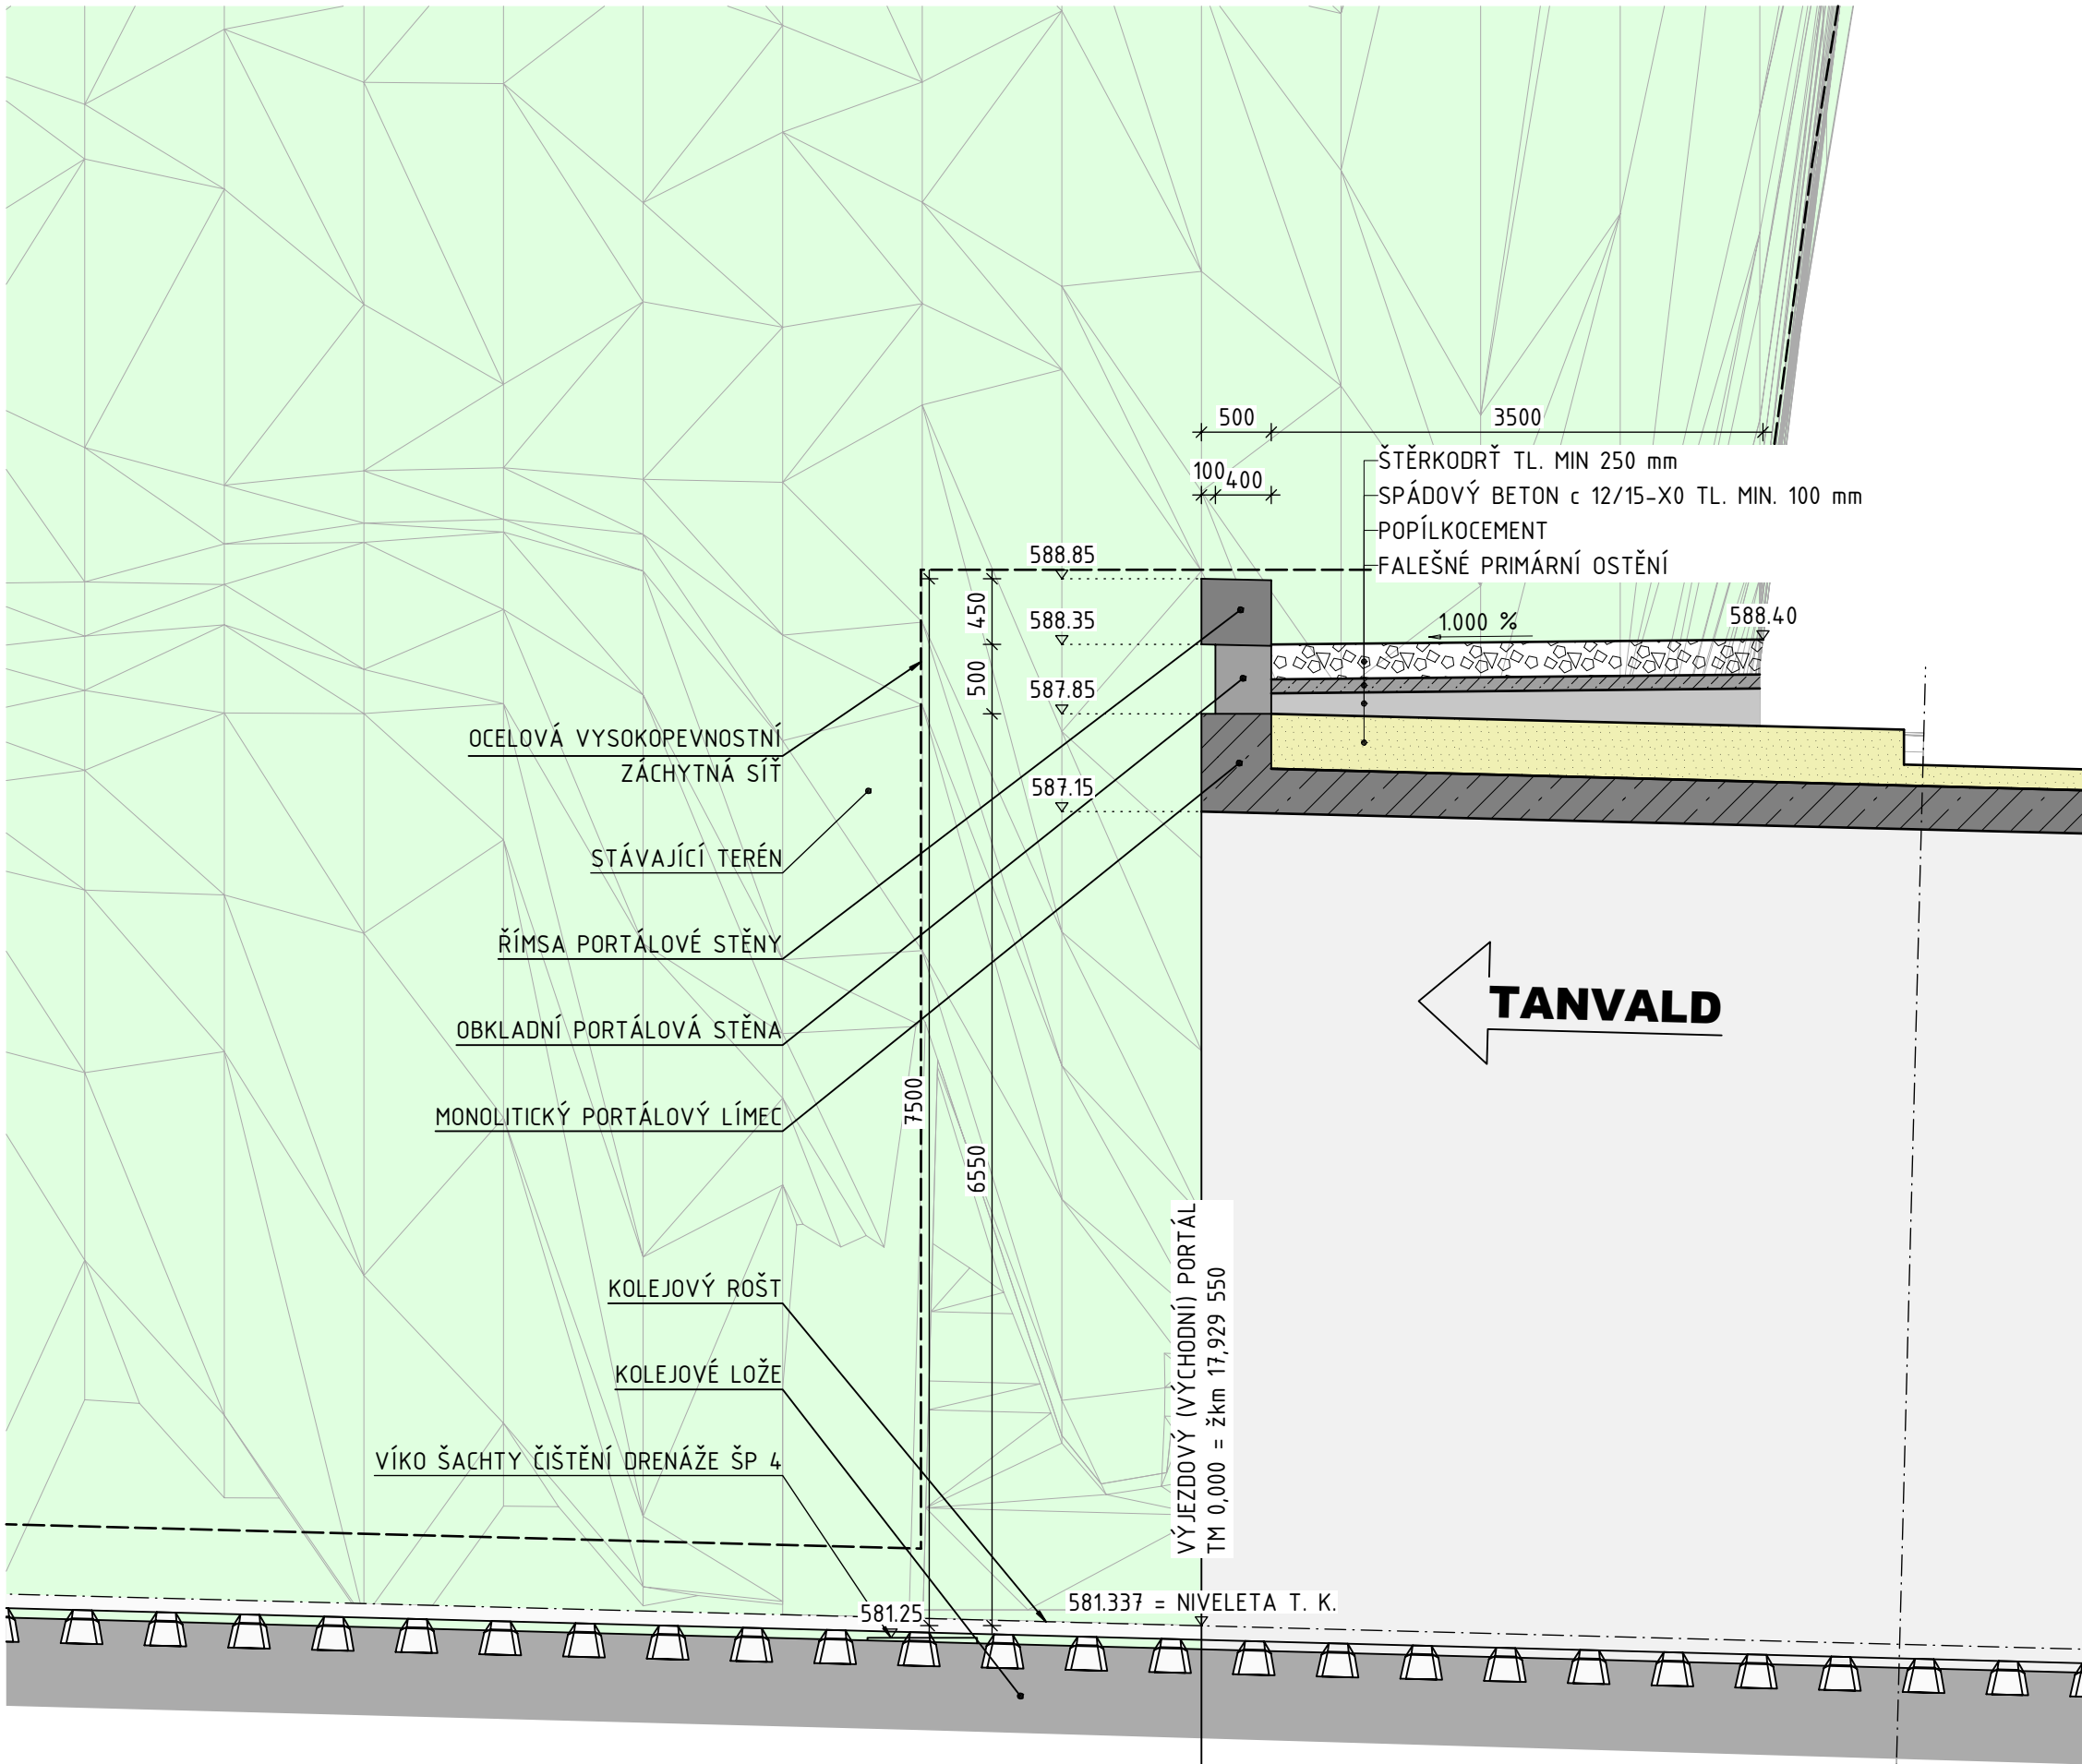 500
3500
100
400
ŠTĚRKODRŤ TL. MIN 250 mm
SPÁDOVÝ BETON c 12/15-X0 TL. MIN. 100 mm
POPÍLKOCEMENT
FALEŠNÉ PRIMÁRNÍ OSTĚNÍ
588.85
450
588.35
1.000 %
588.40
500
587.85
OCELOVÁ VYSOKOPEVNOSTNÍ
ZÁCHYTNÁ SÍŤ
587.15
STÁVAJÍCÍ TERÉN
ŘÍMSA PORTÁLOVÉ STĚNY
OBKLADNÍ PORTÁLOVÁ STĚNA
TANVALD
MONOLITICKÝ PORTÁLOVÝ LÍMEC
7500
6550
KOLEJOVÝ ROŠT
KOLEJOVÉ LOŽE
VÍKO ŠACHTY ČIŠTĚNÍ DRENÁŽE ŠP 4
VÝJEZDOVÝ (VÝCHODNÍ) PORTÁL
TM 0,000 = žkm 17,929 550
581.25
581.337 = NIVELETA T. K.